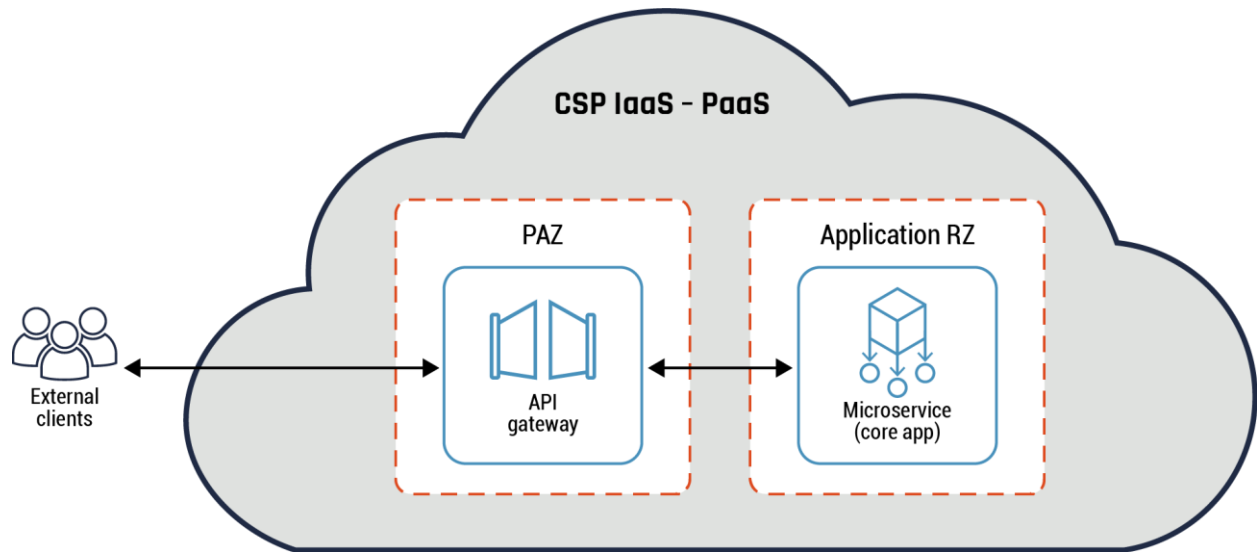 CSP IaaS – PaaS
PAZ
Application RZ
External
clients
API
gateway
Microservice
(core app)